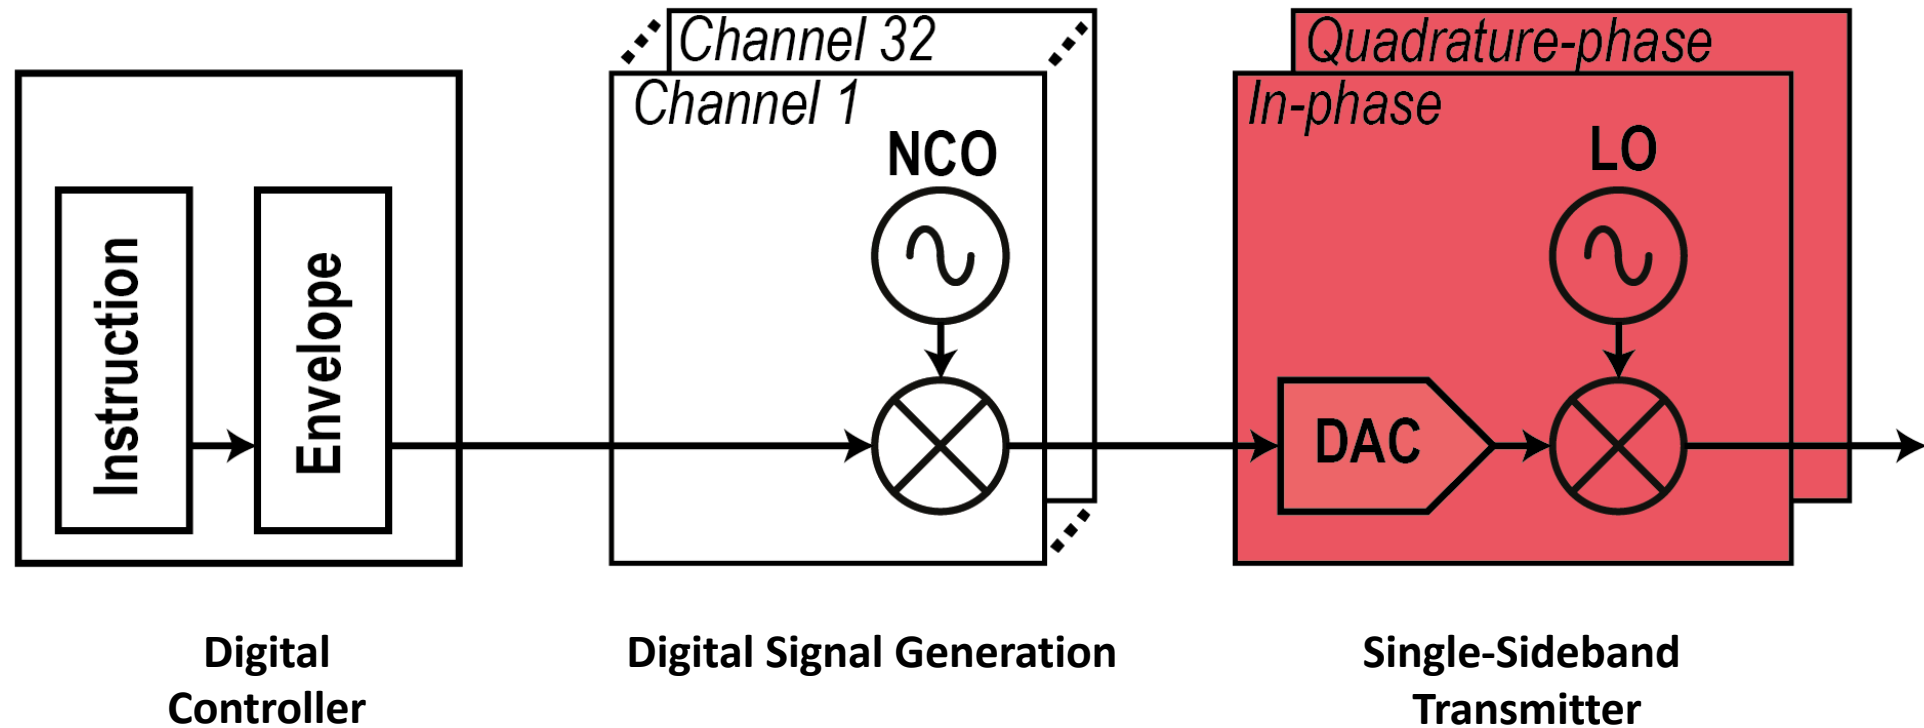 Channel 32
Channel 1
NCO
Instruction
Envelope
Quadrature-phase
In-phase
LO
DAC
Digital
Controller
Digital Signal Generation
Single-Sideband
Transmitter